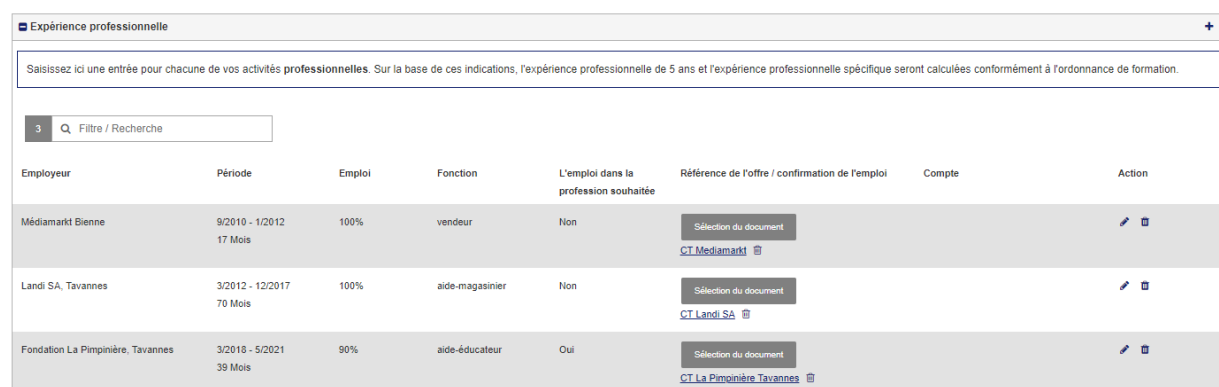 Expérience professionnelle
Saisissez ici une entrée pour chacune de vos activités professionnelles. Sur la base de ces indications, l'expérience professionnelle de 5 ans et l'expérience professionnelle spécifique seront calculées conformément à l'ordonnance de formation.
3 Filtre / Recherche
Employeur Période Emploi Fonction L'emploi dans la profession souhaitée Référence de l'offre / confirmation de l'emploi Compte Action
Médiamarkt Bienne 9/2010 - 1/2012 100% vendeur Non Sélection du document
17 Mois
CT Mediamarkt
Landi SA, Tavannes 3/2012 - 12/2017 100% aide-magasinier Non Sélection du document
70 Mois
CT Landi SA
Fondation La Pimpinière, Tavannes 3/2018 - 5/2021 90% aide-éducateur Oui Sélection du document
39 Mois
CT La Pimpinière Tavannes